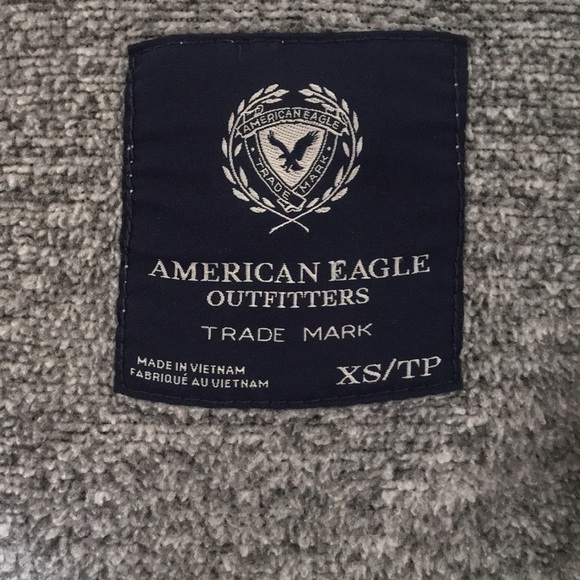 AMERICAN EAGLE
TRADE MARK
AMERICAN EAGLE
OUTFITTERS
TRADE MARK
MADE IN VIETNAM
FABRIQUÉ AU VIETNAM
XS/TP